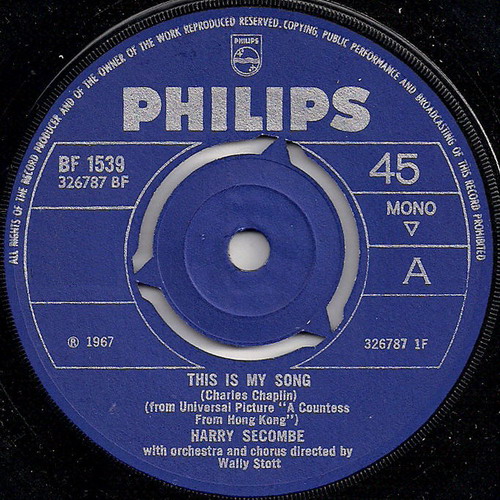 ALL RIGHTS OF THE RECORD PRODUCER AND OF THE OWNER OF THE WORK REPRODUCED RESERVED. COPYING, PUBLIC PERFORMANCE AND BROADCASTING OF THIS RECORD PROHIBITED
PHILIPS
PHILIPS
BF 1539
326787 BF
45
MONO
A
℗ 1967
326787 1F
THIS IS MY SONG
(Charles Chaplin)
(from Universal Picture "A Countess
From Hong Kong")
HARRY SECOMBE
with orchestra and chorus directed by
Wally Stott